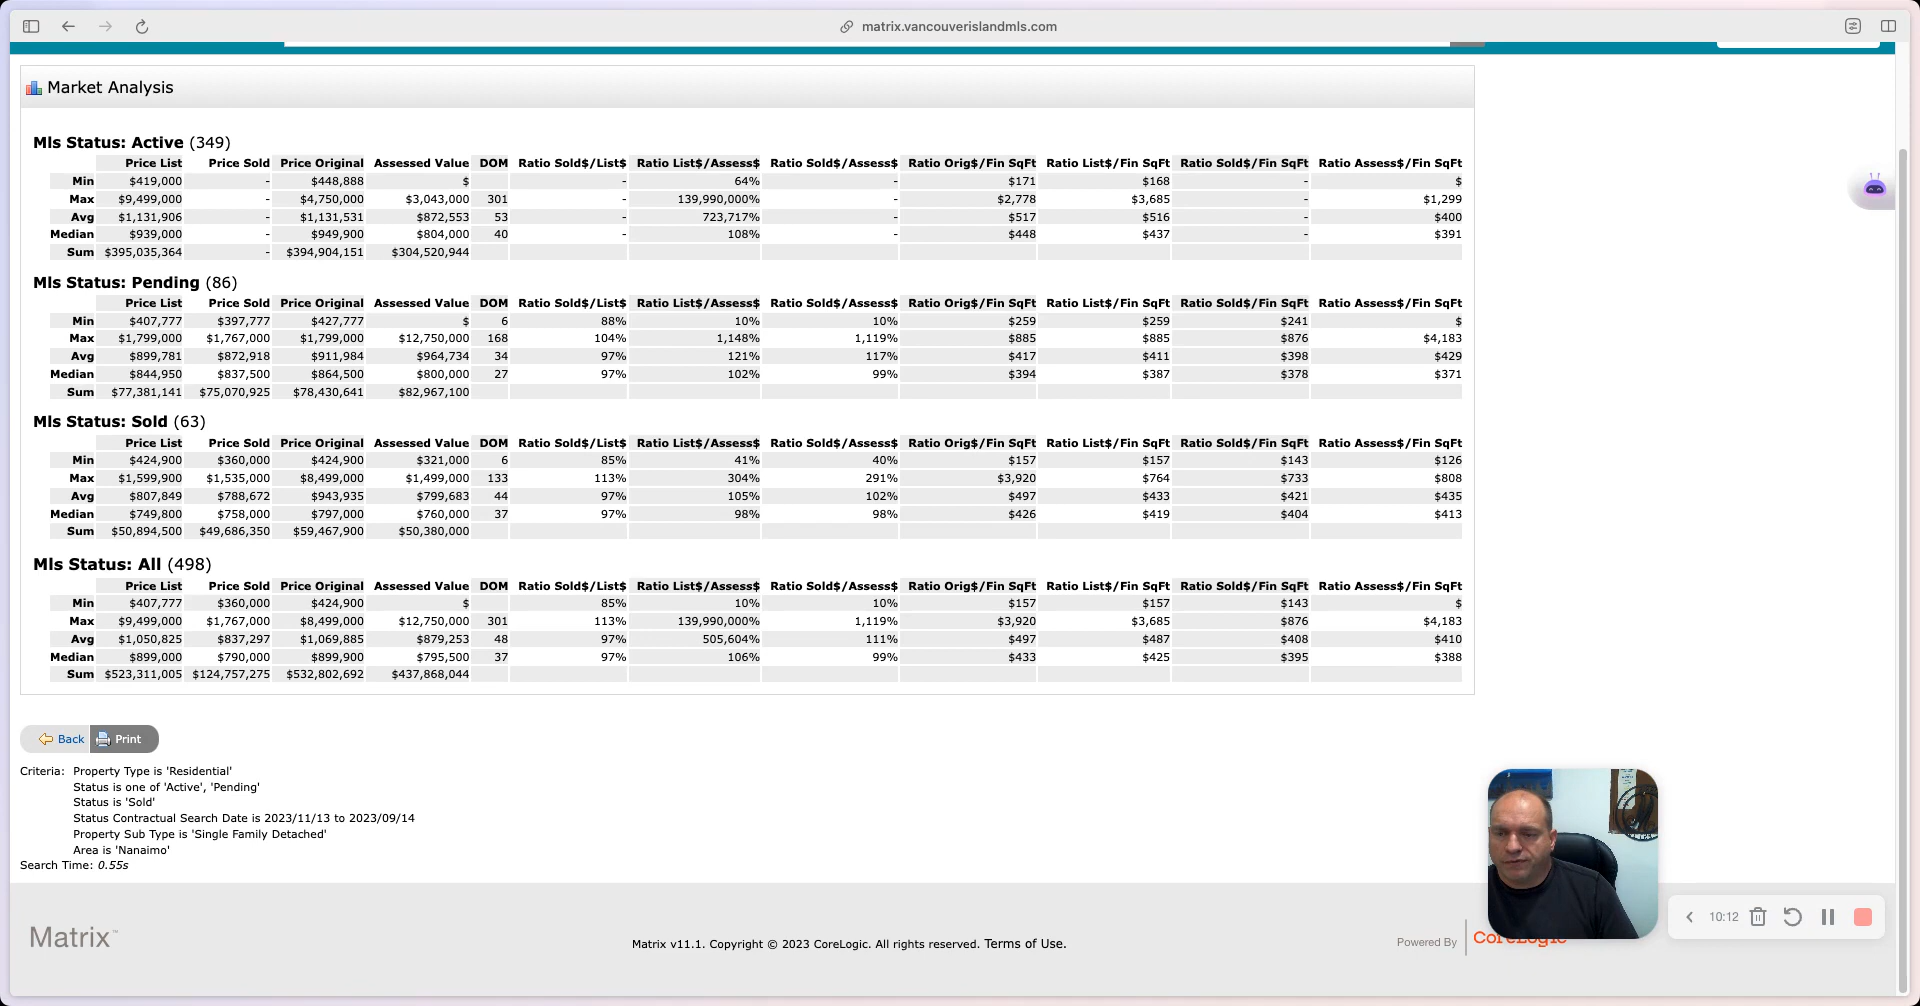 matrix.vancouverislandmls.com
Market Analysis
Mls Status: Active (349)
Price List Price Sold Price Original Assessed Value DOM Ratio Sold$/List$ Ratio List$/Assess$ Ratio Sold$/Assess$ Ratio Orig$/Fin SqFt Ratio List$/Fin SqFt Ratio Sold$/Fin SqFt Ratio Assess$/Fin SqFt
Min $419,000 - $448,888 $ - 64% - $171 $168 - $
Max $9,499,000 - $4,750,000 $3,043,000 301 - 139,990,000% - $2,778 $3,685 - $1,299
Avg $1,131,906 - $1,131,531 $872,553 53 - 723,717% - $517 $516 - $400
Median $939,000 - $949,900 $804,000 40 - 108% - $448 $437 - $391
Sum $395,035,364 - $394,904,151 $304,520,944
Mls Status: Pending (86)
Price List Price Sold Price Original Assessed Value DOM Ratio Sold$/List$ Ratio List$/Assess$ Ratio Sold$/Assess$ Ratio Orig$/Fin SqFt Ratio List$/Fin SqFt Ratio Sold$/Fin SqFt Ratio Assess$/Fin SqFt
Min $407,777 $397,777 $427,777 $ 6 88% 10% 10% $259 $259 $241 $
Max $1,799,000 $1,767,000 $1,799,000 $12,750,000 168 104% 1,148% 1,119% $885 $885 $876 $4,183
Avg $899,781 $872,918 $911,984 $964,734 34 97% 121% 117% $417 $411 $398 $429
Median $844,950 $837,500 $864,500 $800,000 27 97% 102% 99% $394 $387 $378 $371
Sum $77,381,141 $75,070,925 $78,430,641 $82,967,100
Mls Status: Sold (63)
Price List Price Sold Price Original Assessed Value DOM Ratio Sold$/List$ Ratio List$/Assess$ Ratio Sold$/Assess$ Ratio Orig$/Fin SqFt Ratio List$/Fin SqFt Ratio Sold$/Fin SqFt Ratio Assess$/Fin SqFt
Min $424,900 $360,000 $424,900 $321,000 6 85% 41% 40% $157 $157 $143 $126
Max $1,599,900 $1,535,000 $8,499,000 $1,499,000 133 113% 304% 291% $3,920 $764 $733 $808
Avg $807,849 $788,672 $943,935 $799,683 44 97% 105% 102% $497 $433 $421 $435
Median $749,800 $758,000 $797,000 $760,000 37 97% 98% 98% $426 $419 $404 $413
Sum $50,894,500 $49,686,350 $59,467,900 $50,380,000
Mls Status: All (498)
Price List Price Sold Price Original Assessed Value DOM Ratio Sold$/List$ Ratio List$/Assess$ Ratio Sold$/Assess$ Ratio Orig$/Fin SqFt Ratio List$/Fin SqFt Ratio Sold$/Fin SqFt Ratio Assess$/Fin SqFt
Min $407,777 $360,000 $424,900 $ 85% 10% 10% $157 $157 $143 $
Max $9,499,000 $1,767,000 $8,499,000 $12,750,000 301 113% 139,990,000% 1,119% $3,920 $3,685 $876 $4,183
Avg $1,050,825 $837,297 $1,069,885 $879,253 48 97% 505,604% 111% $497 $487 $408 $410
Median $899,000 $790,000 $899,900 $795,500 37 97% 106% 99% $433 $425 $395 $388
Sum $523,311,005 $124,757,275 $532,802,692 $437,868,044
Back Print
Criteria: Property Type is 'Residential'
Status is one of 'Active', 'Pending'
Status is 'Sold'
Status Contractual Search Date is 2023/11/13 to 2023/09/14
Property Sub Type is 'Single Family Detached'
Area is 'Nanaimo'
Search Time: 0.55s
10:12
Matrix™
Matrix v11.1. Copyright © 2023 CoreLogic. All rights reserved. Terms of Use.
Powered By CoreLogic